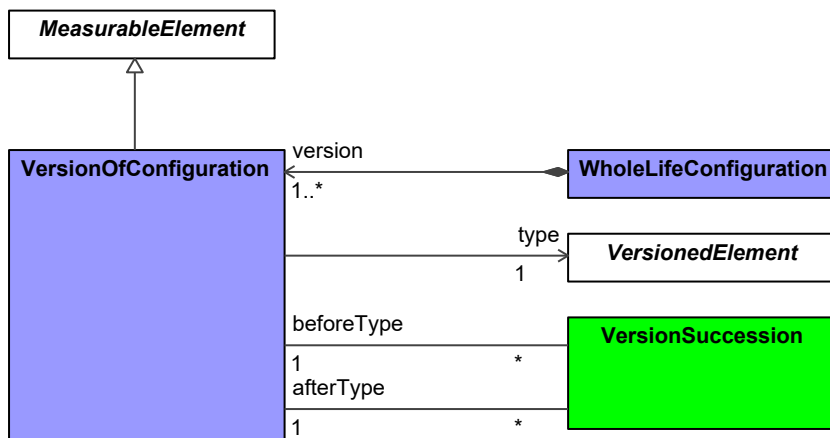 MeasurableElement
VersionOfConfiguration
version
1..*
WholeLifeConfiguration
type
1
VersionedElement
beforeType
1
*
VersionSuccession
afterType
1
*